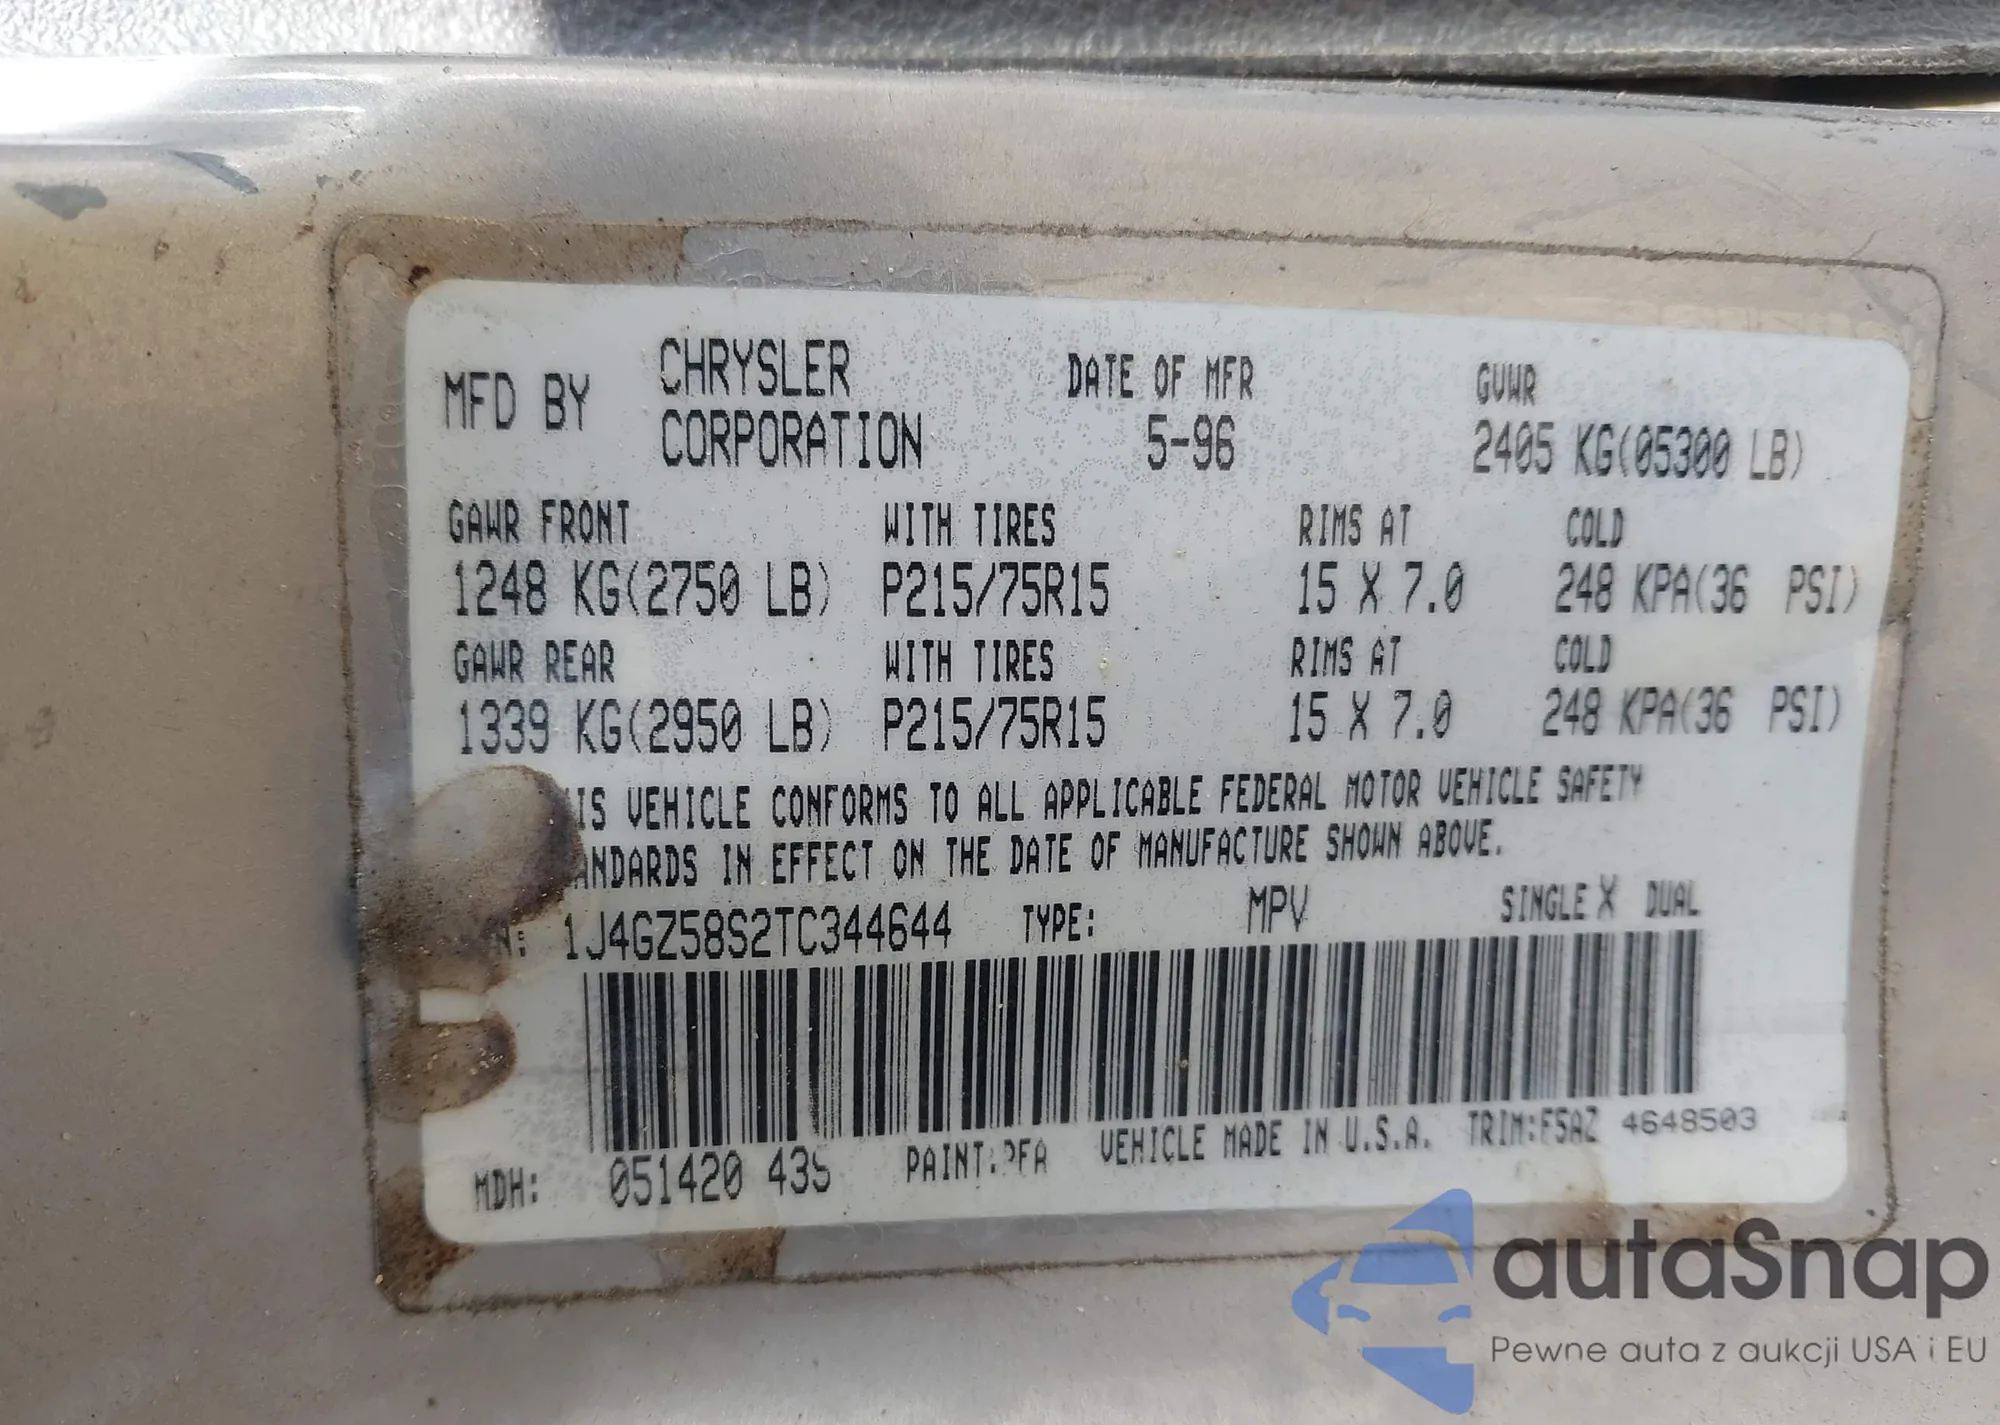 MFD BY CHRYSLER CORPORATION DATE OF MFR 5-96 GVWR 2405 KG(05300 LB)
GAWR FRONT WITH TIRES RIMS AT COLD
1248 KG(2750 LB) P215/75R15 15 X 7.0 248 KPA(36 PSI)
GAWR REAR WITH TIRES RIMS AT COLD
1339 KG(2950 LB) P215/75R15 15 X 7.0 248 KPA(36 PSI)
IS VEHICLE CONFORMS TO ALL APPLICABLE FEDERAL MOTOR VEHICLE SAFETY
ANDARDS IN EFFECT ON THE DATE OF MANUFACTURE SHOWN ABOVE.
N: 1J4GZ58S2TC344644 TYPE: MPV SINGLE X DUAL
MDH: 051420 43S PAINT: FA VEHICLE MADE IN U.S.A. TRIM:F5AZ 4648503
autaSnap
Pewne auta z aukcji USA i EU